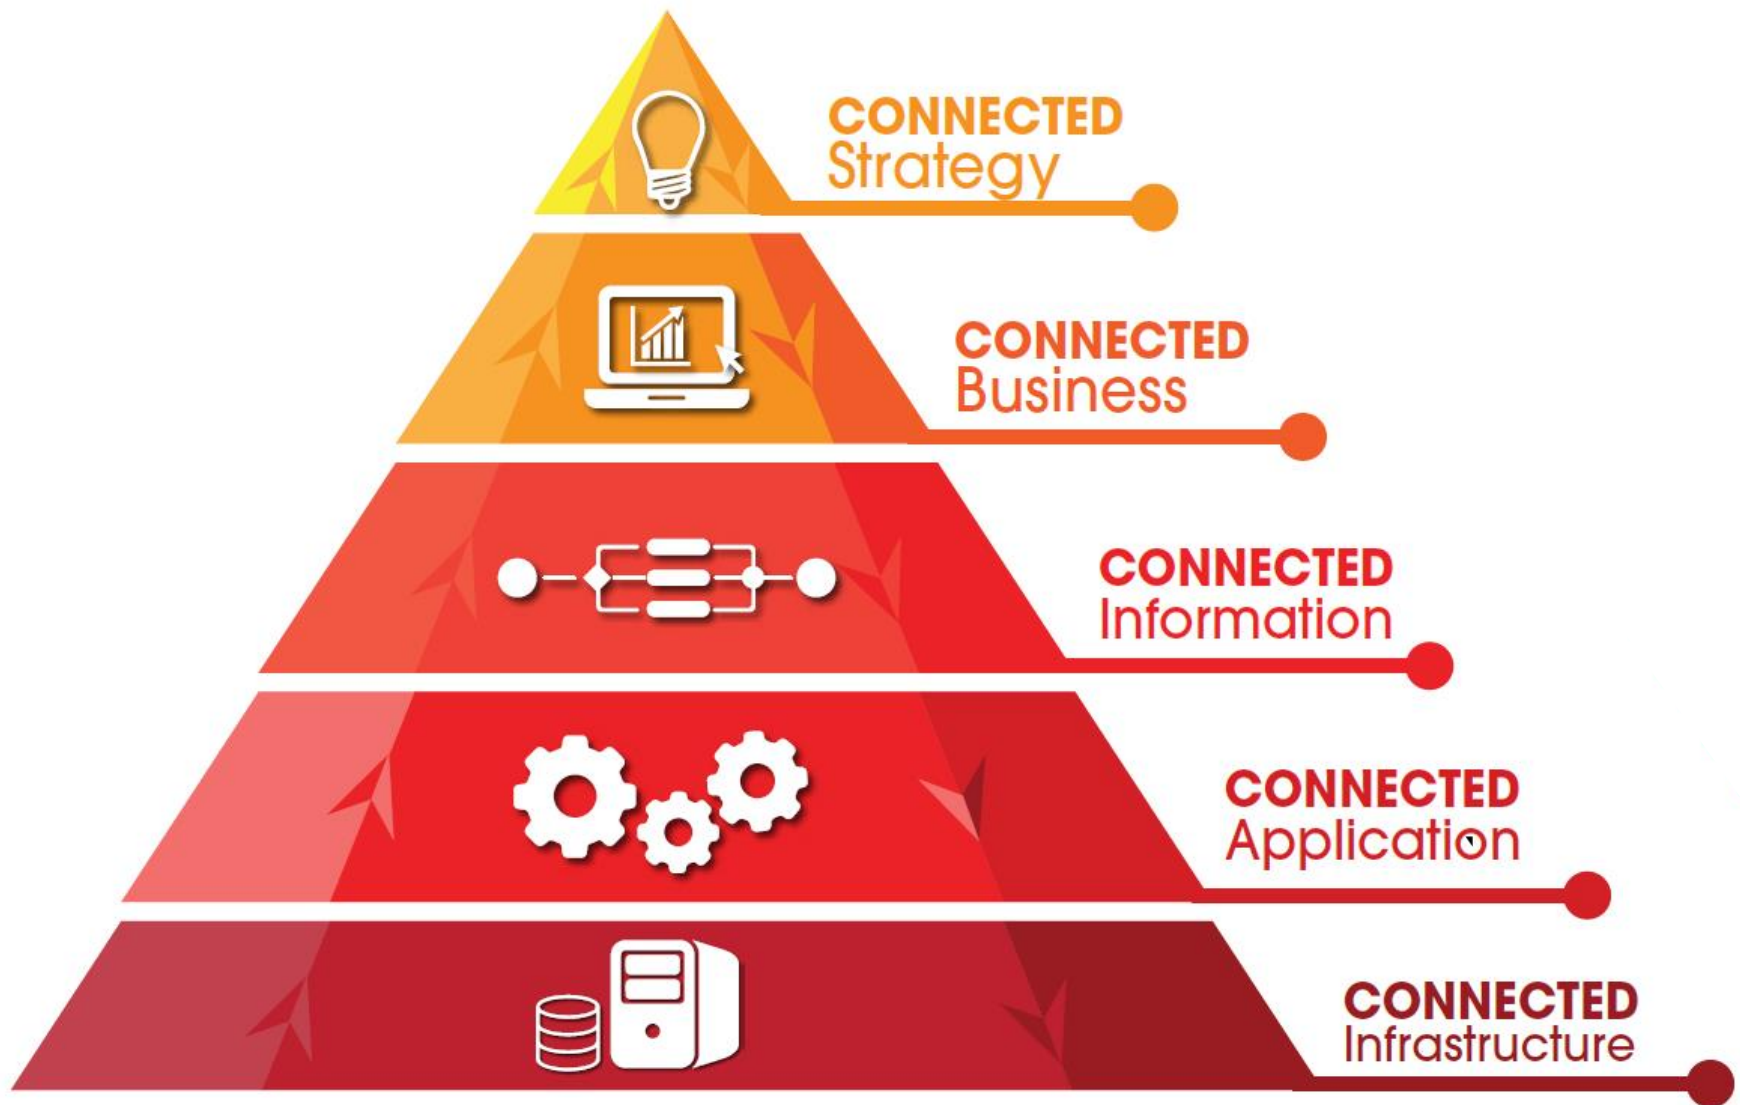 CONNECTED
Strategy
CONNECTED
Business
CONNECTED
Information
CONNECTED
Application
CONNECTED
Infrastructure